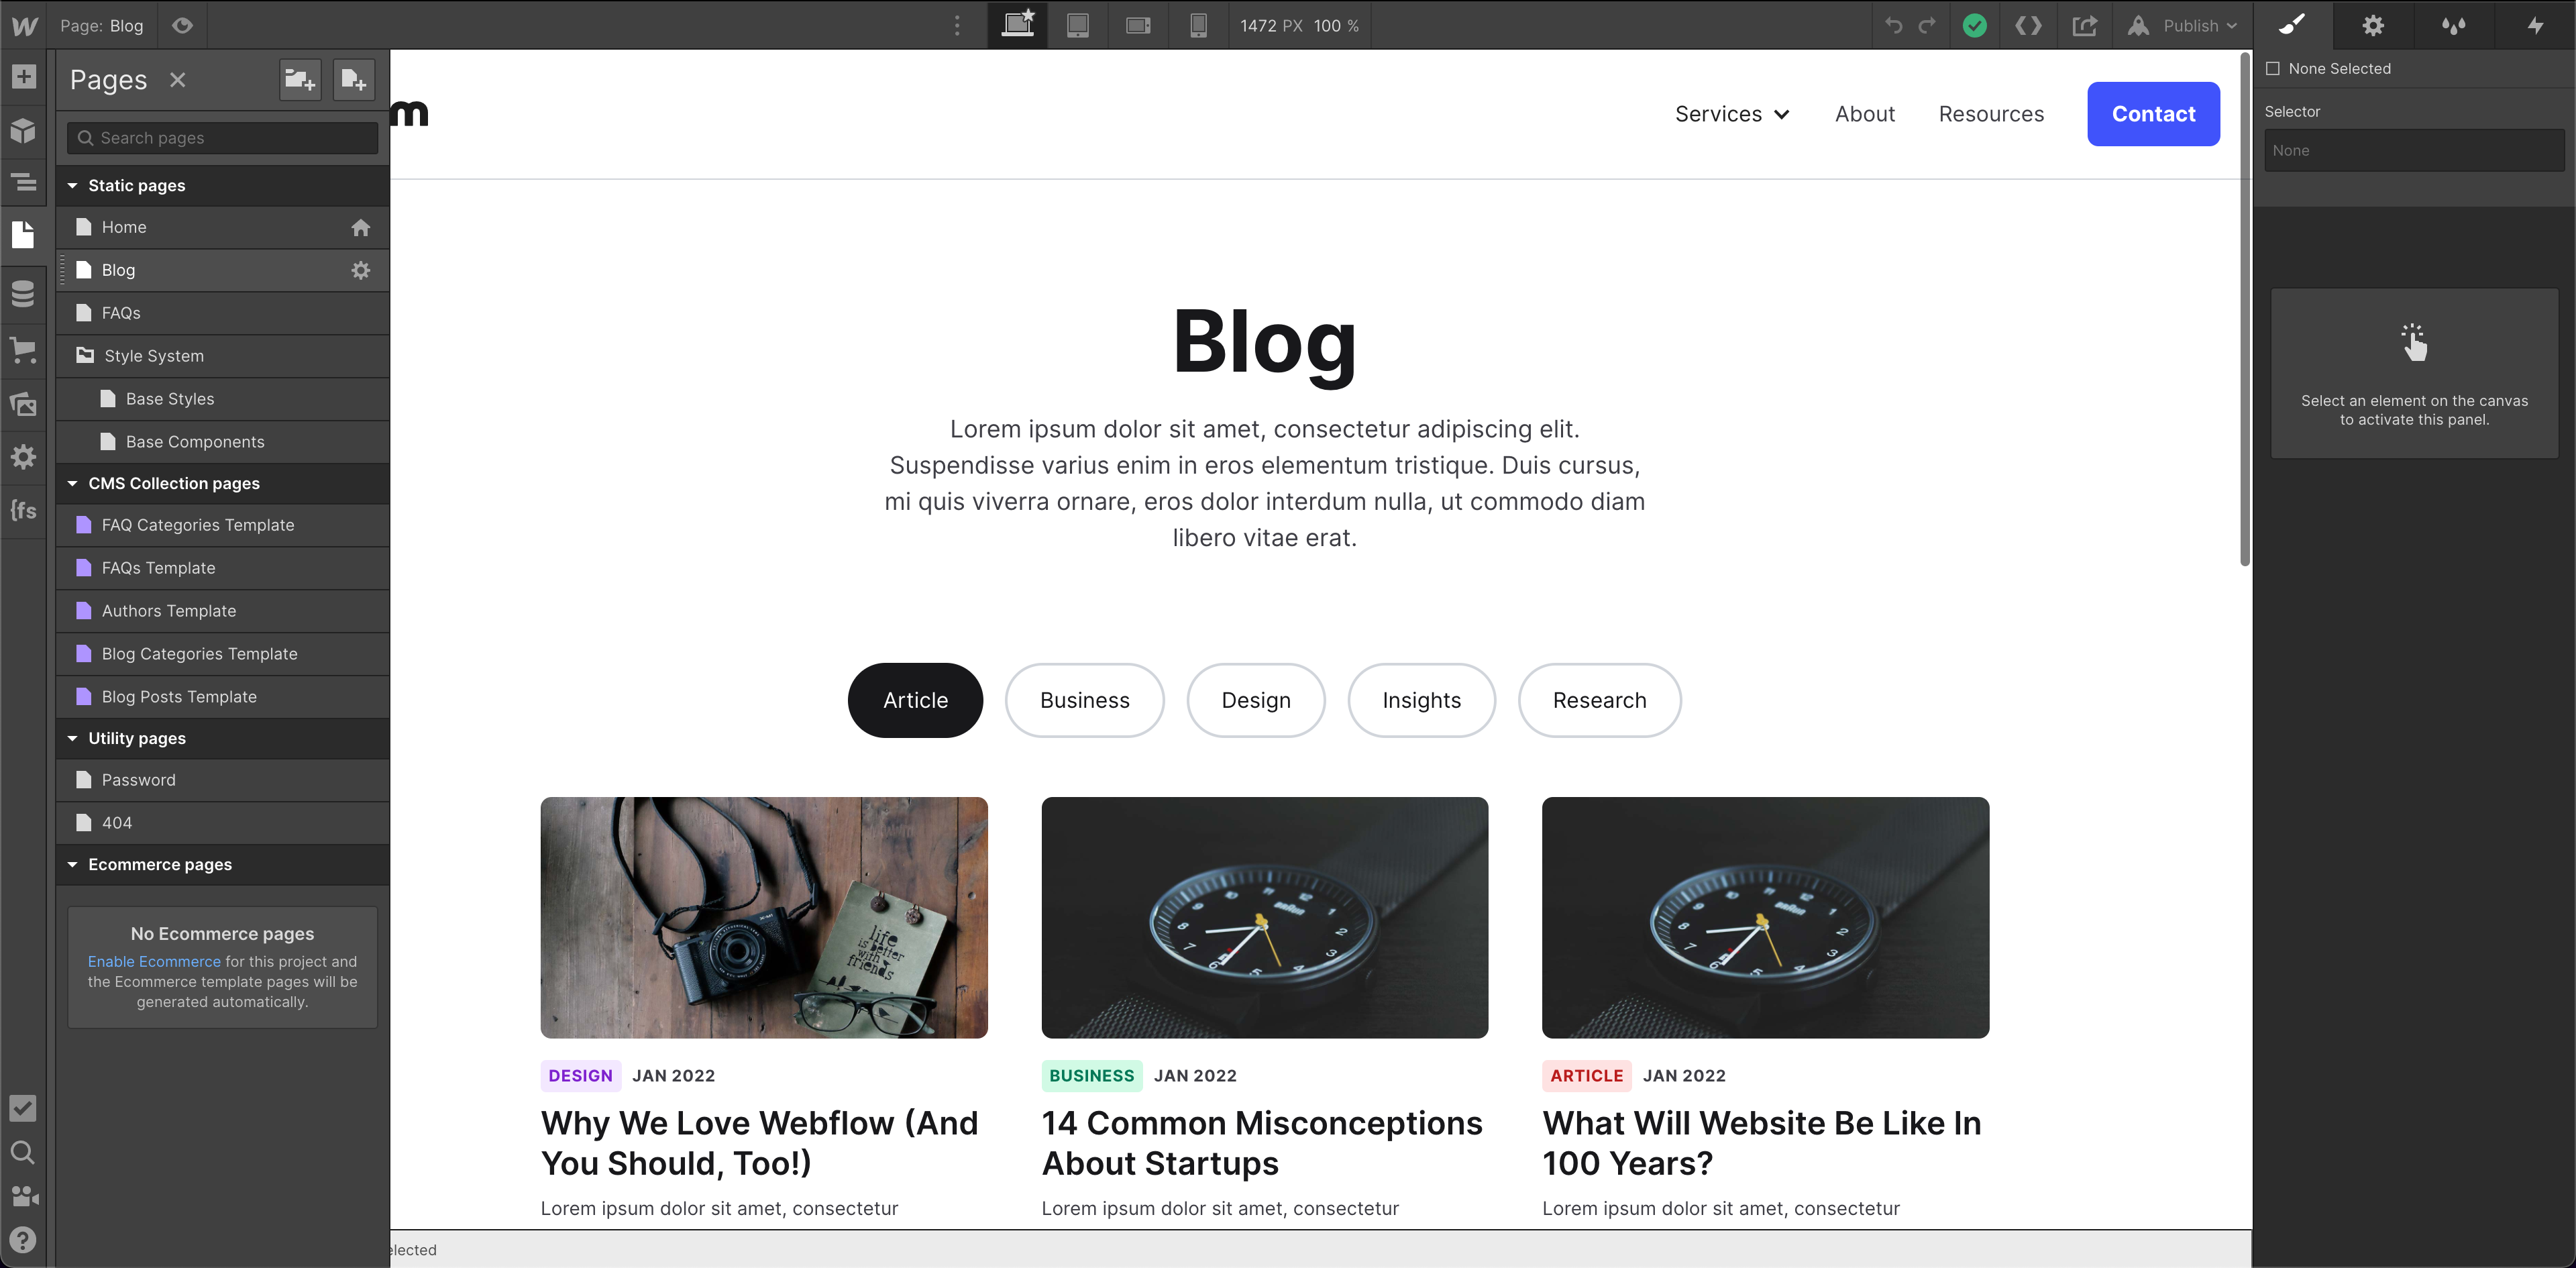 Page: Blog
1472 PX 100 %
Publish
Pages
Search pages
Static pages
Home
Blog
FAQs
Style System
Base Styles
Base Components
CMS Collection pages
FAQ Categories Template
FAQs Template
Authors Template
Blog Categories Template
Blog Posts Template
Utility pages
Password
404
Ecommerce pages
No Ecommerce pages
Enable Ecommerce for this project and
the Ecommerce template pages will be
generated automatically.
{fs
m
Services
About
Resources
Contact
Blog
Lorem ipsum dolor sit amet, consectetur adipiscing elit.
Suspendisse varius enim in eros elementum tristique. Duis cursus,
mi quis viverra ornare, eros dolor interdum nulla, ut commodo diam
libero vitae erat.
Article
Business
Design
Insights
Research
life
is better
with
friends
DESIGN JAN 2022
Why We Love Webflow (And
You Should, Too!)
Lorem ipsum dolor sit amet, consectetur
BUSINESS JAN 2022
14 Common Misconceptions
About Startups
Lorem ipsum dolor sit amet, consectetur
ARTICLE JAN 2022
What Will Website Be Like In
100 Years?
Lorem ipsum dolor sit amet, consectetur
elected
None Selected
Selector
None
Select an element on the canvas
to activate this panel.